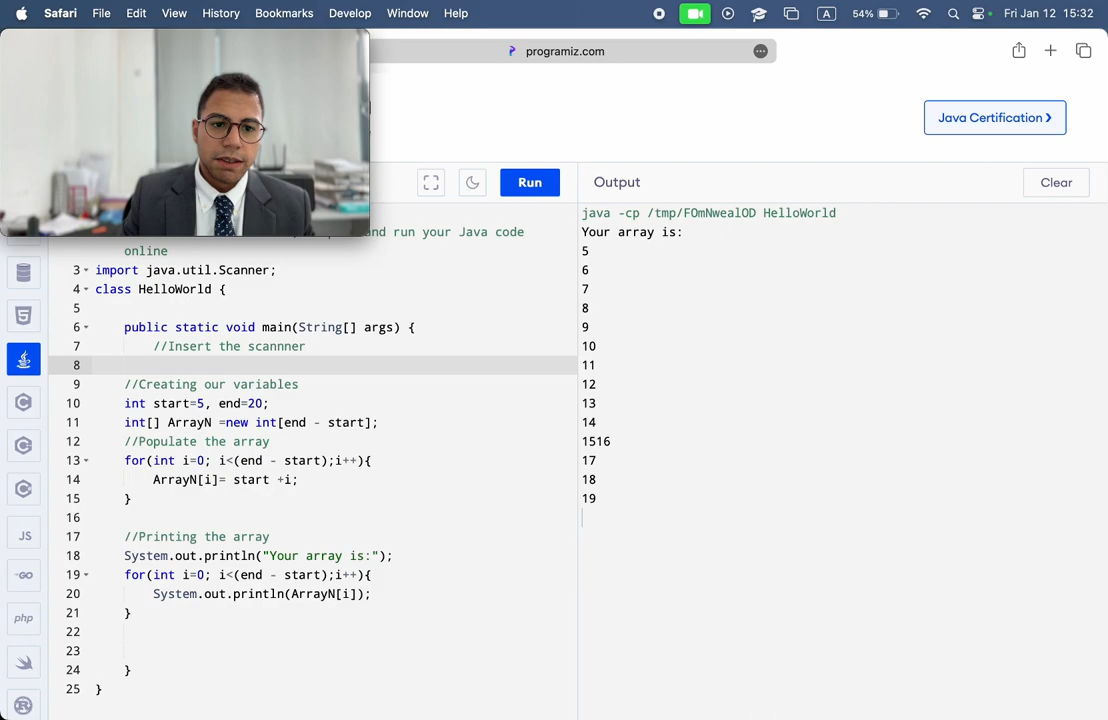 Safari File Edit View History Bookmarks Develop Window Help A 54% Fri Jan 12 15:32
programiz.com
Java Certification
Run Output Clear
and run your Java code
online
3 import java.util.Scanner;
4 class HelloWorld {
5
6 public static void main(String[] args) {
7 //Insert the scannner
8
9 //Creating our variables
10 int start=5, end=20;
11 int[] ArrayN =new int[end - start];
12 //Populate the array
13 for(int i=0; i<(end - start);i++){
14 ArrayN[i]= start +i;
15 }
16
17 //Printing the array
18 System.out.println("Your array is:");
19 for(int i=0; i<(end - start);i++){
20 System.out.println(ArrayN[i]);
21 }
22
23
24 }
25 }
JS
GO
php
java -cp /tmp/FOmNwealOD HelloWorld
Your array is:
5
6
7
8
9
10
11
12
13
14
1516
17
18
19